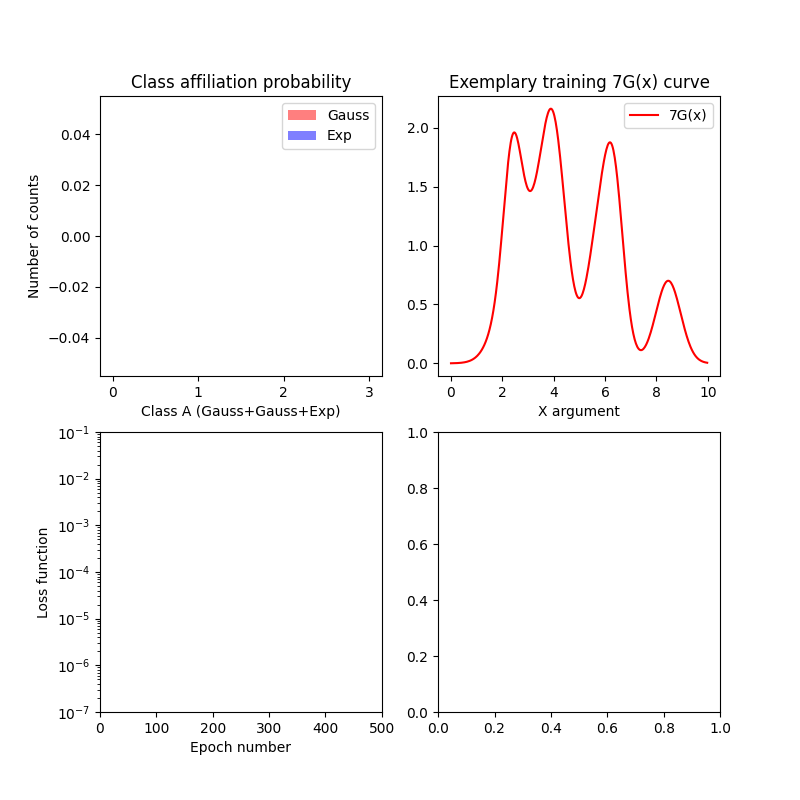 Class affiliation probability
Gauss
Exp
0.04
0.02
0.00
−0.02
−0.04
Number of counts
0 1 2 3
Class A (Gauss+Gauss+Exp)
Exemplary training 7G(x) curve
7G(x)
2.0
1.5
1.0
0.5
0.0
0 2 4 6 8 10
X argument
10⁻¹
10⁻²
10⁻³
10⁻⁴
10⁻⁵
10⁻⁶
10⁻⁷
Loss function
0 100 200 300 400 500
Epoch number
1.0
0.8
0.6
0.4
0.2
0.0
0.0 0.2 0.4 0.6 0.8 1.0